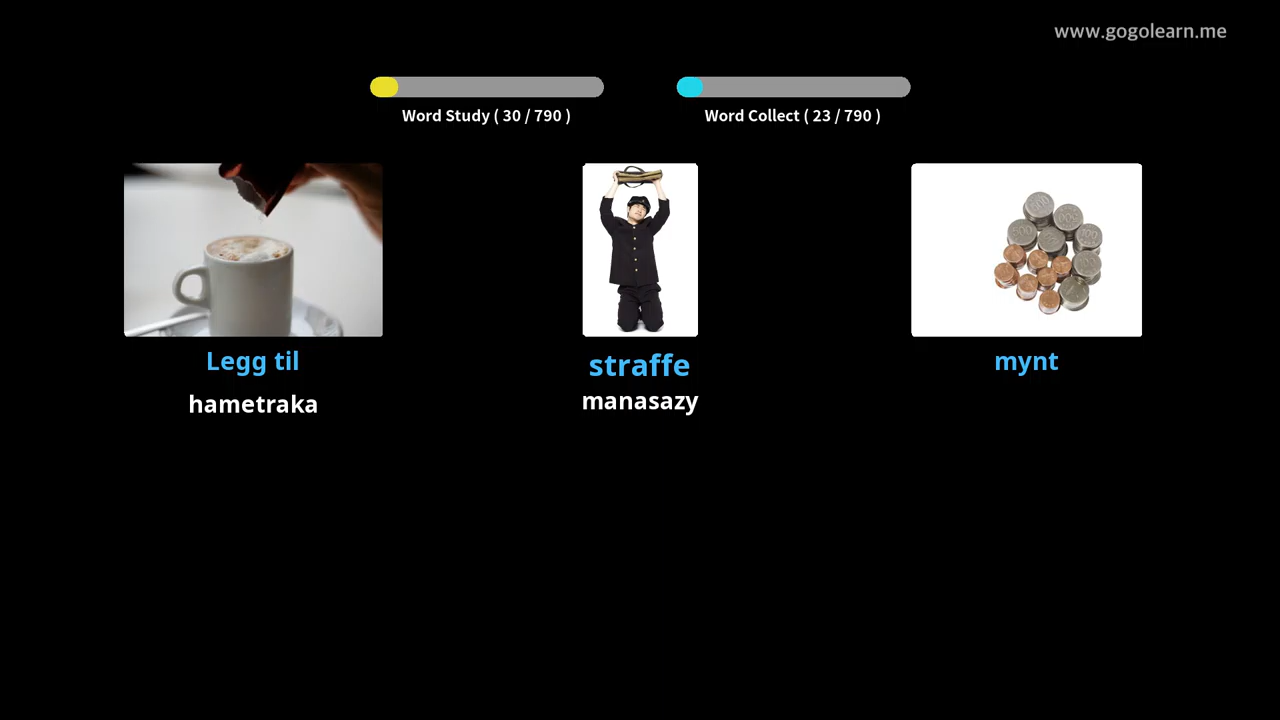 www.gogolearn.me
Word Study ( 30 / 790 )
Word Collect ( 23 / 790 )
Legg til
hametraka
straffe
manasazy
mynt